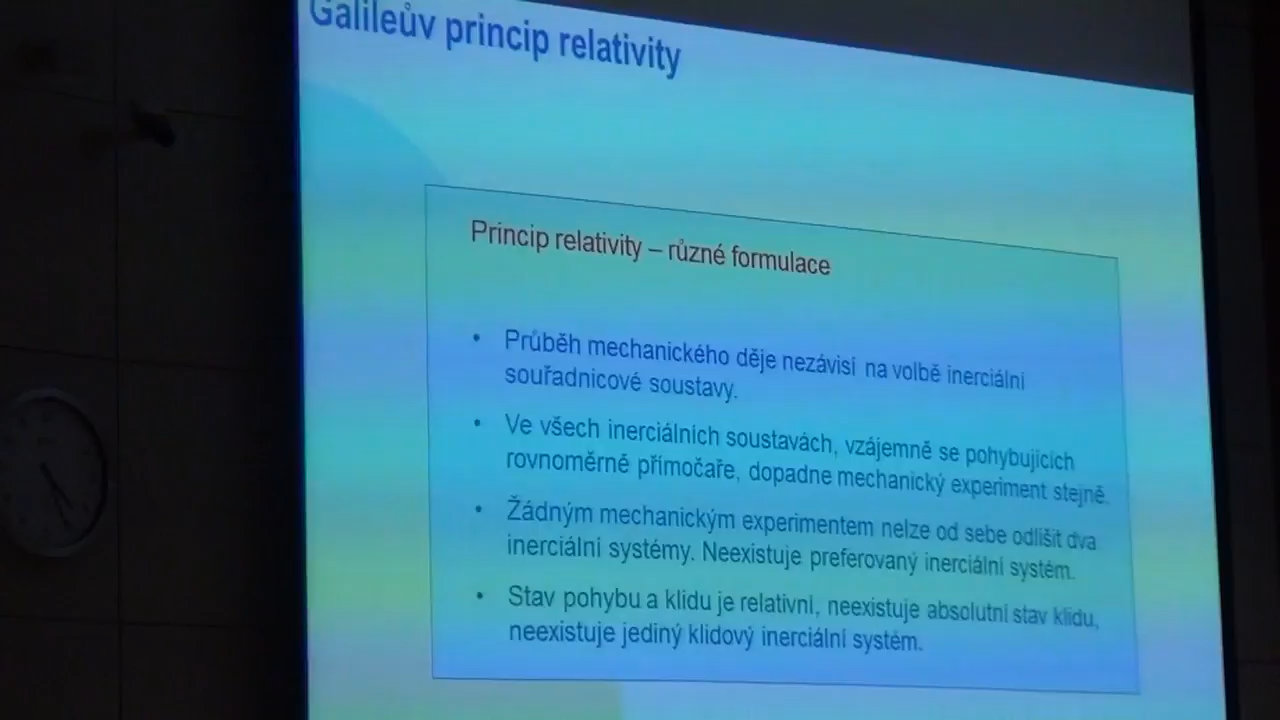 Galileův princip relativity
Princip relativity – různé formulace
• Průběh mechanického děje nezávisí na volbě inerciální
souřadnicové soustavy.
• Ve všech inerciálních soustavách, vzájemně se pohybujících
rovnoměrně přímočaře, dopadne mechanický experiment stejně.
• Žádným mechanickým experimentem nelze od sebe odlišit dva
inerciální systémy. Neexistuje preferovaný inerciální systém.
• Stav pohybu a klidu je relativní, neexistuje absolutní stav klidu,
neexistuje jediný klidový inerciální systém.